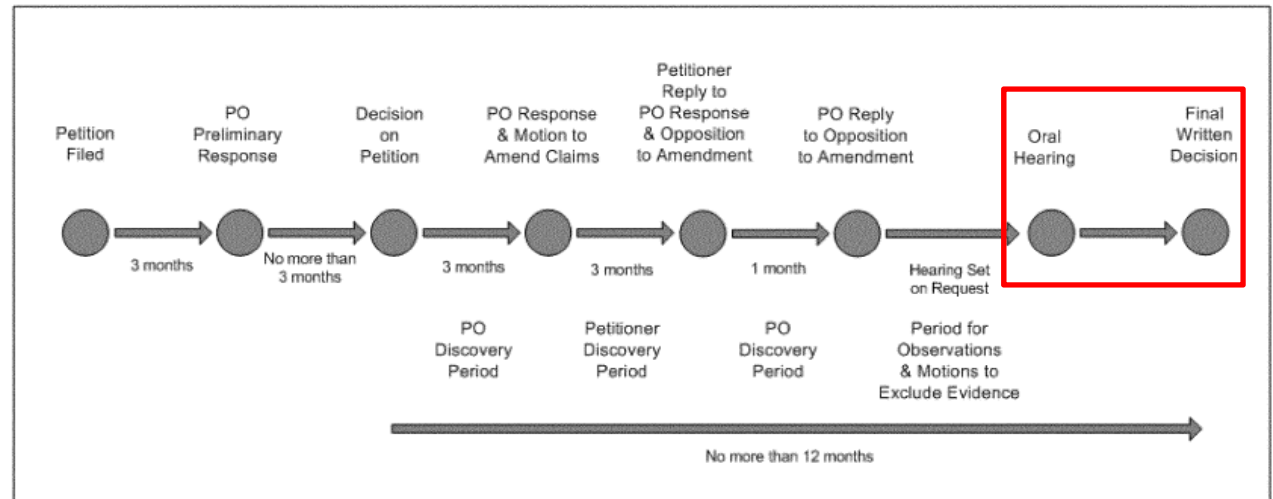 Petition
Filed
PO
Preliminary
Response
Decision
on
Petition
PO Response
& Motion to
Amend Claims
Petitioner
Reply to
PO Response
& Opposition
to Amendment
PO Reply
to Opposition
to Amendment
Oral
Hearing
Final
Written
Decision
3 months
No more than
3 months
3 months
3 months
1 month
Hearing Set
on Request
PO
Discovery
Period
Petitioner
Discovery
Period
PO
Discovery
Period
Period for
Observations
& Motions to
Exclude Evidence
No more than 12 months